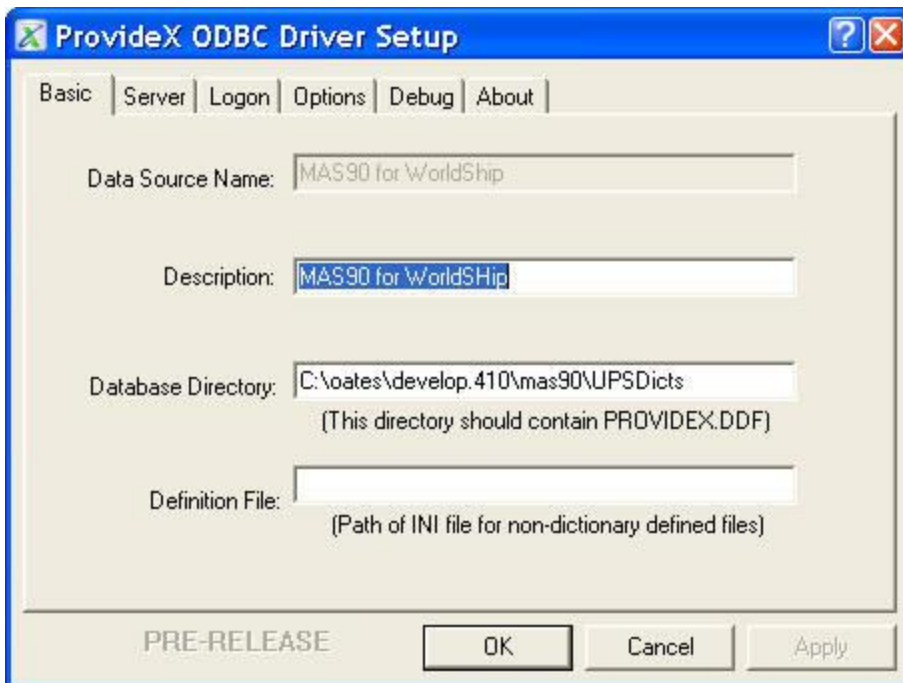 ProvideX ODBC Driver Setup
Basic Server Logon Options Debug About
Data Source Name: MAS90 for WorldShip
Description: MAS90 for WorldSHip
Database Directory: C:\oates\develop.410\mas90\UPSDicts
(This directory should contain PROVIDEX.DDF)
Definition File:
(Path of INI file for non-dictionary defined files)
PRE-RELEASE OK Cancel Apply